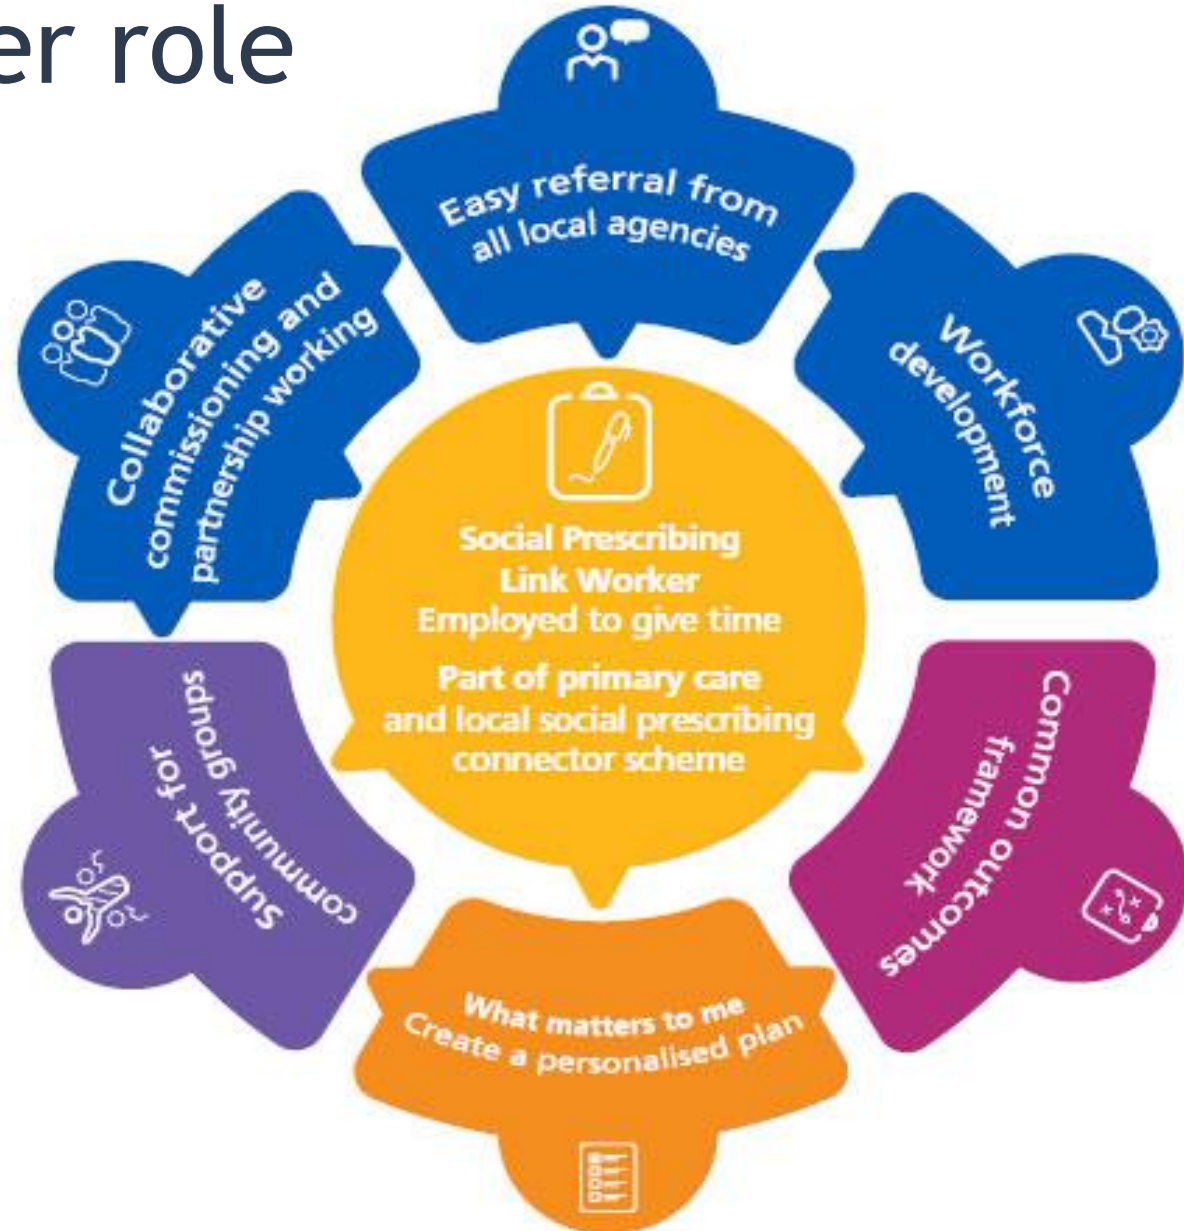 er role
Easy referral from
all local agencies
Workforce
development
Common outcomes
framework
What matters to me
Create a personalised plan
Support for
community groups
Collaborative
commissioning and
partnership working
Social Prescribing
Link Worker
Employed to give time
Part of primary care
and local social prescribing
connector scheme